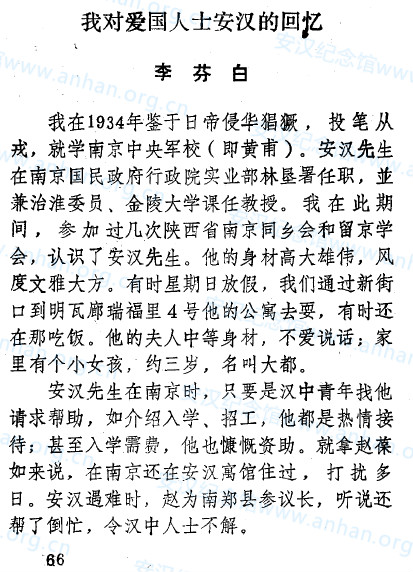 我对爱国人士安汉的回忆
李芬白
我在1934年鉴于日帝侵华猖獗，投笔从
戎，就学南京中央军校（即黄甫）。安汉先生
在南京国民政府行政院实业部林垦署任职，並
兼治淮委员、金陵大学课任教授。我在此期
间，参加过几次陕西省南京同乡会和留京学
会，认识了安汉先生。他的身材高大雄伟，风
度文雅大方。有时星期日放假，我们通过新街
口到明瓦廊瑞福里4号他的公寓去耍，有时还
在那吃饭。他的夫人中等身材，不爱说话；家
里有个小女孩，约三岁，名叫大都。
安汉先生在南京时，只要是汉中青年找他
请求帮助，如介绍入学、招工，他都是热情接
待；甚至入学需费，他也慷慨资助。就拿赵葆
如来说，在南京还在安汉寓馆住过，打扰多
日。安汉遇难时，赵为南郑县参议长，听说还
帮了倒忙，令汉中人士不解。
66
安汉纪念馆www.anhan.org